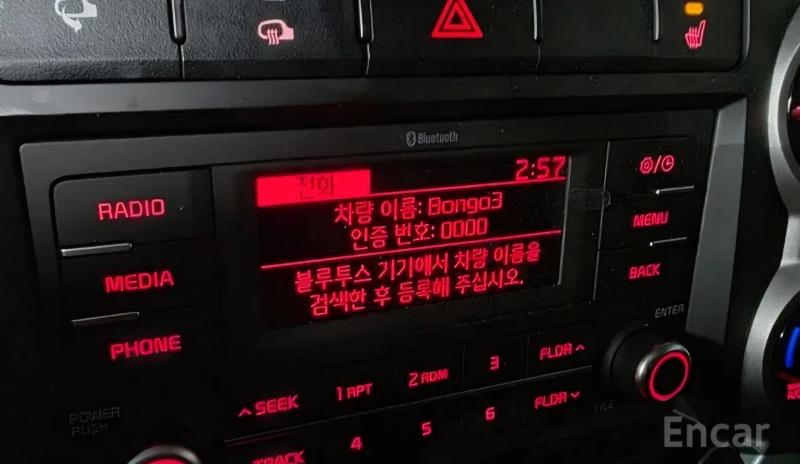 Bluetooth
RADIO
MEDIA
PHONE
전화
2:57
차량 이름: Bongo3
인증 번호: 0000
블루투스 기기에서 차량 이름을
검색한 후 등록해 주십시오.
MENU
BACK
ENTER
∧ SEEK
1 RPT
2 RDM
3
FLDR ∧
POWER
PUSH
TRACK
4
5
6
FLDR ∨
Encar